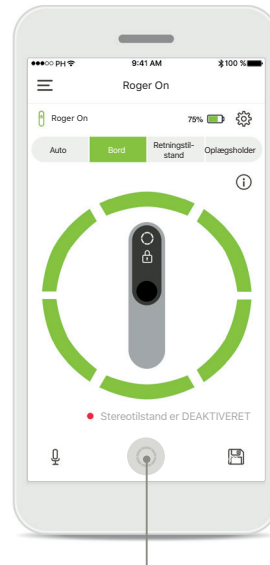 PH 9:41 AM 100 %
Roger On
Roger On 75%
Auto Bord Retningstil-
stand Oplægsholder
Stereotilstand er DEAKTIVERET